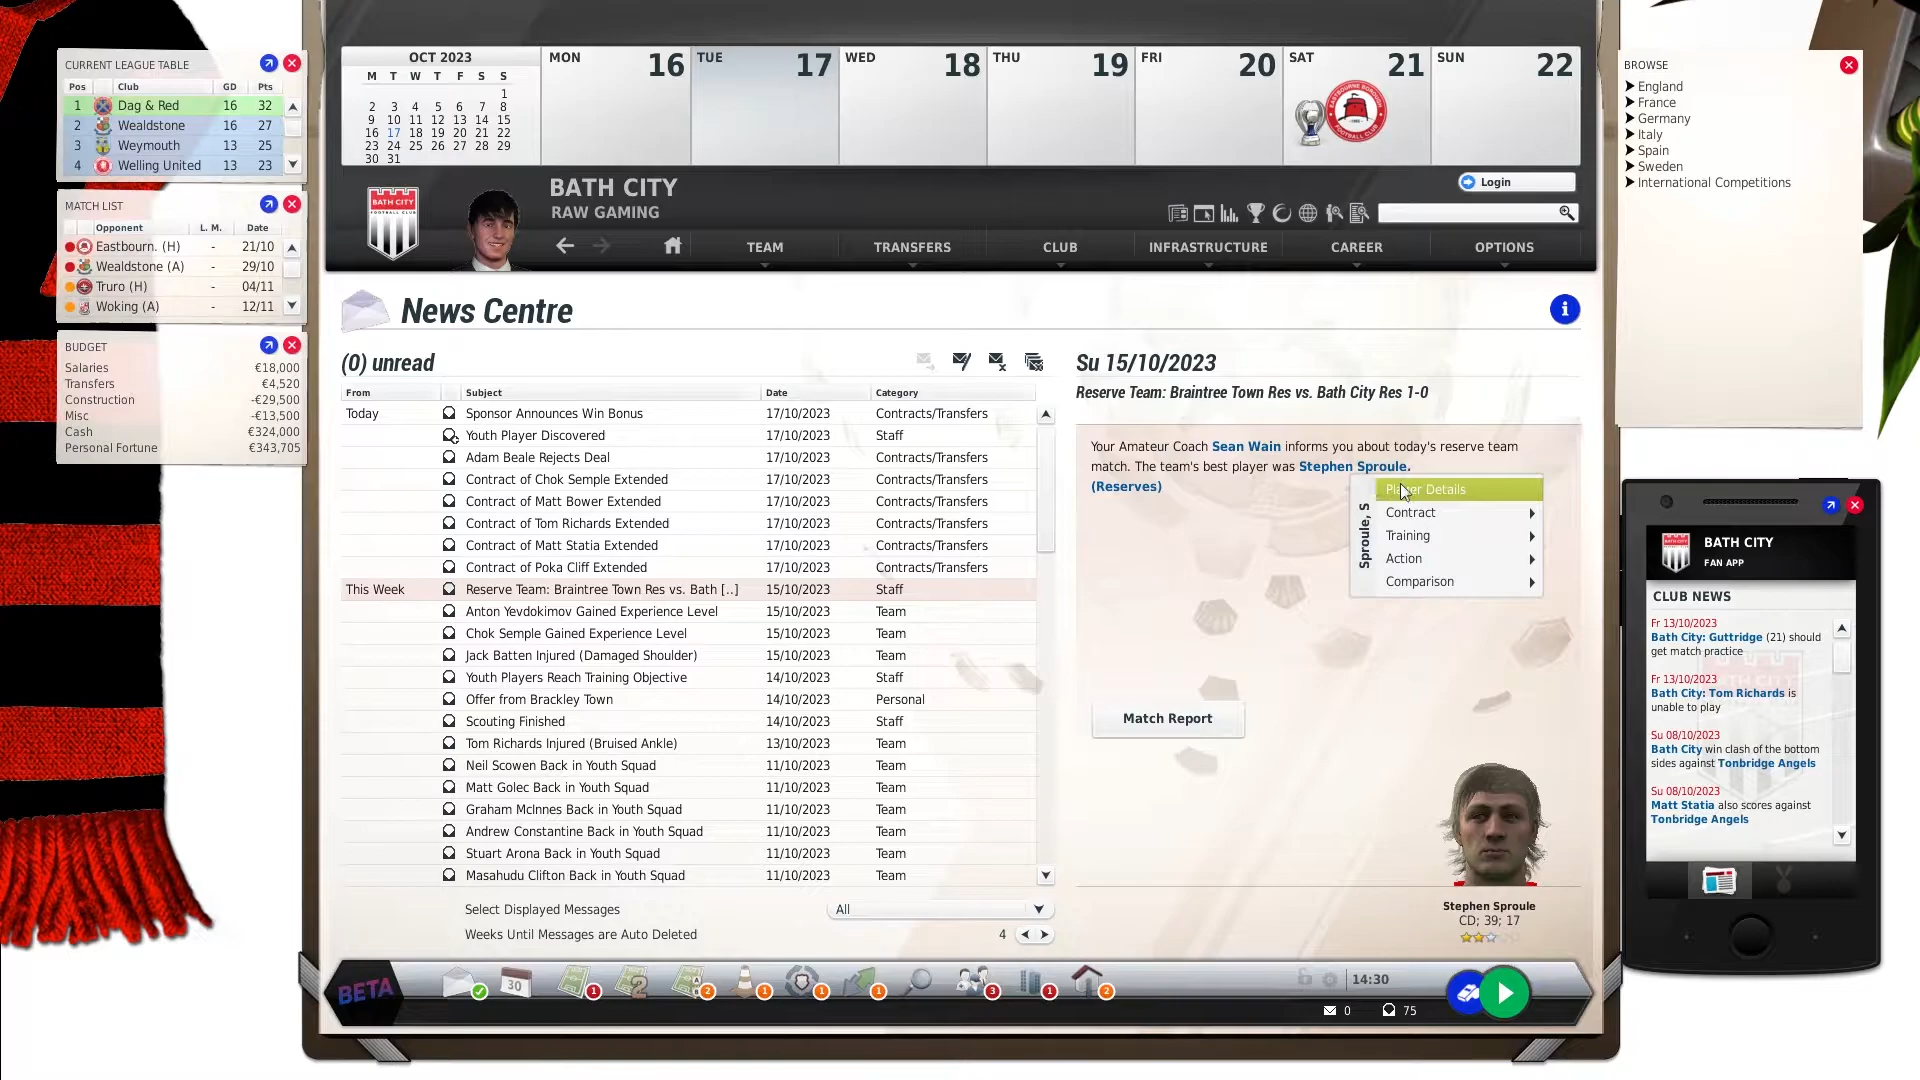 CURRENT LEAGUE TABLE
Pos Club GD Pts
1 Dag & Red 16 32
2 Wealdstone 16 27
3 Weymouth 13 25
4 Welling United 13 23
MATCH LIST
Opponent L. M. Date
Eastbourn. (H) - 21/10
Wealdstone (A) - 29/10
Truro (H) - 04/11
Woking (A) - 12/11
BUDGET
Salaries €18,000
Transfers €4,520
Construction -€29,500
Misc -€13,500
Cash €324,000
Personal Fortune €343,705
OCT 2023
M T W T F S S
1
2 3 4 5 6 7 8
9 10 11 12 13 14 15
16 17 18 19 20 21 22
23 24 25 26 27 28 29
30 31
MON 16
TUE 17
WED 18
THU 19
FRI 20
SAT 21
SUN 22
BATH CITY
FOOTBALL CLUB
BATH CITY
RAW GAMING
Login
TEAM TRANSFERS CLUB INFRASTRUCTURE CAREER OPTIONS
News Centre
(0) unread
From Subject Date Category
Today Sponsor Announces Win Bonus 17/10/2023 Contracts/Transfers
Youth Player Discovered 17/10/2023 Staff
Adam Beale Rejects Deal 17/10/2023 Contracts/Transfers
Contract of Chok Semple Extended 17/10/2023 Contracts/Transfers
Contract of Matt Bower Extended 17/10/2023 Contracts/Transfers
Contract of Tom Richards Extended 17/10/2023 Contracts/Transfers
Contract of Matt Statia Extended 17/10/2023 Contracts/Transfers
Contract of Poka Cliff Extended 17/10/2023 Contracts/Transfers
This Week Reserve Team: Braintree Town Res vs. Bath [..] 15/10/2023 Staff
Anton Yevdokimov Gained Experience Level 15/10/2023 Team
Chok Semple Gained Experience Level 15/10/2023 Team
Jack Batten Injured (Damaged Shoulder) 15/10/2023 Team
Youth Players Reach Training Objective 14/10/2023 Staff
Offer from Brackley Town 14/10/2023 Personal
Scouting Finished 14/10/2023 Staff
Tom Richards Injured (Bruised Ankle) 13/10/2023 Team
Neil Scowen Back in Youth Squad 11/10/2023 Team
Matt Golec Back in Youth Squad 11/10/2023 Team
Graham McInnes Back in Youth Squad 11/10/2023 Team
Andrew Constantine Back in Youth Squad 11/10/2023 Team
Stuart Arona Back in Youth Squad 11/10/2023 Team
Masahudu Clifton Back in Youth Squad 11/10/2023 Team
Select Displayed Messages All
Weeks Until Messages are Auto Deleted 4
Su 15/10/2023
Reserve Team: Braintree Town Res vs. Bath City Res 1-0
Your Amateur Coach Sean Wain informs you about today's reserve team
match. The team's best player was Stephen Sproule.
(Reserves)
Sproule, S
Player Details
Contract
Training
Action
Comparison
Match Report
Stephen Sproule
CD; 39; 17
BETA
30
1
2
2
1
1
1
3
1
2
14:30
0 75
BROWSE
England
France
Germany
Italy
Spain
Sweden
International Competitions
BATH CITY
FAN APP
CLUB NEWS
Fr 13/10/2023
Bath City: Guttridge (21) should
get match practice
Fr 13/10/2023
Bath City: Tom Richards is
unable to play
Su 08/10/2023
Bath City win clash of the bottom
sides against Tonbridge Angels
Su 08/10/2023
Matt Statia also scores against
Tonbridge Angels